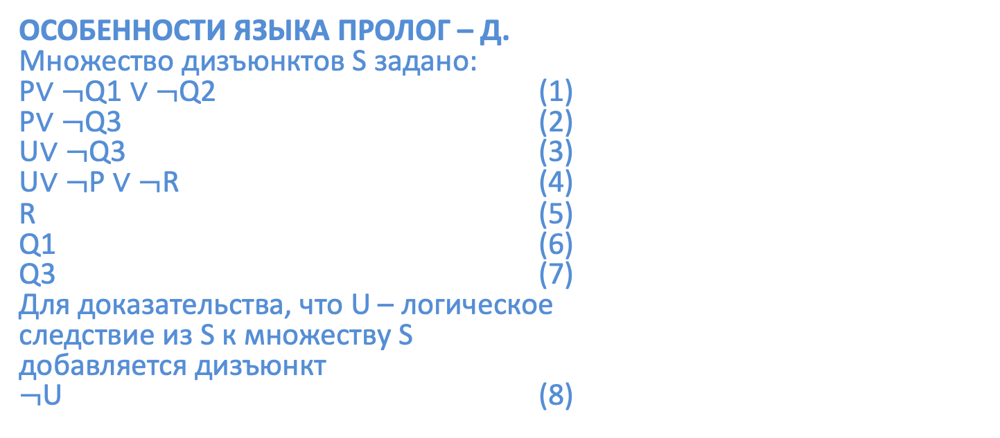 ОСОБЕННОСТИ ЯЗЫКА ПРОЛОГ – Д.
Множество дизъюнктов S задано:
P∨ ¬Q1 ∨ ¬Q2 (1)
P∨ ¬Q3 (2)
U∨ ¬Q3 (3)
U∨ ¬P ∨ ¬R (4)
R (5)
Q1 (6)
Q3 (7)
Для доказательства, что U – логическое
следствие из S к множеству S
добавляется дизъюнкт
¬U (8)